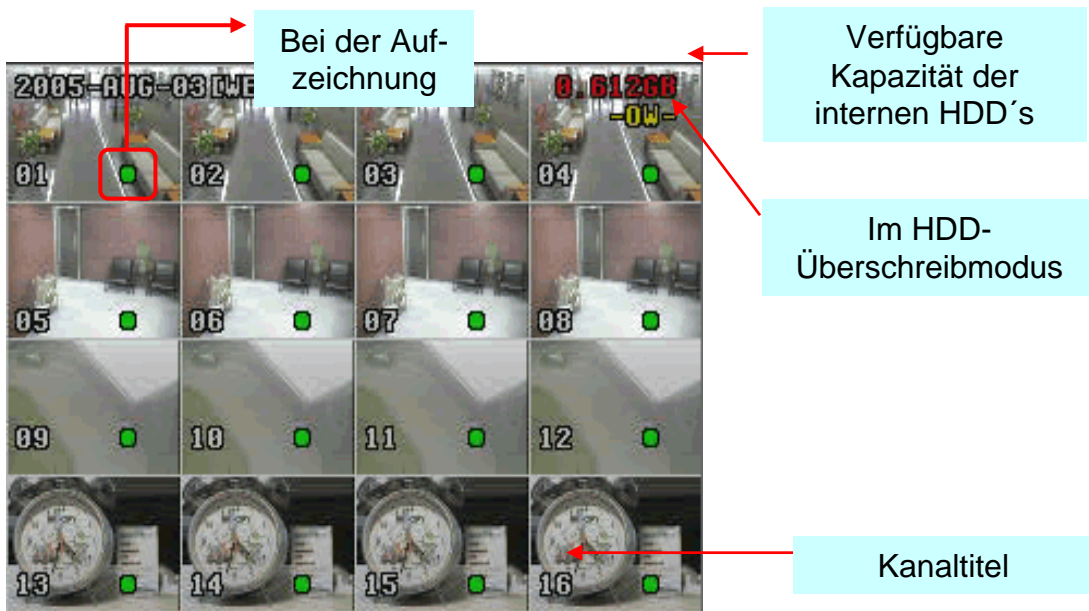 Bei der Auf-
zeichnung
Verfügbare
Kapazität der
internen HDD´s
2005-AUG-03[WE
0.612GB
-OW-
01 02 03 04
Im HDD-
Überschreibmodus
05 06 07 08
09 10 11 12
Kanaltitel
13 14 15 16